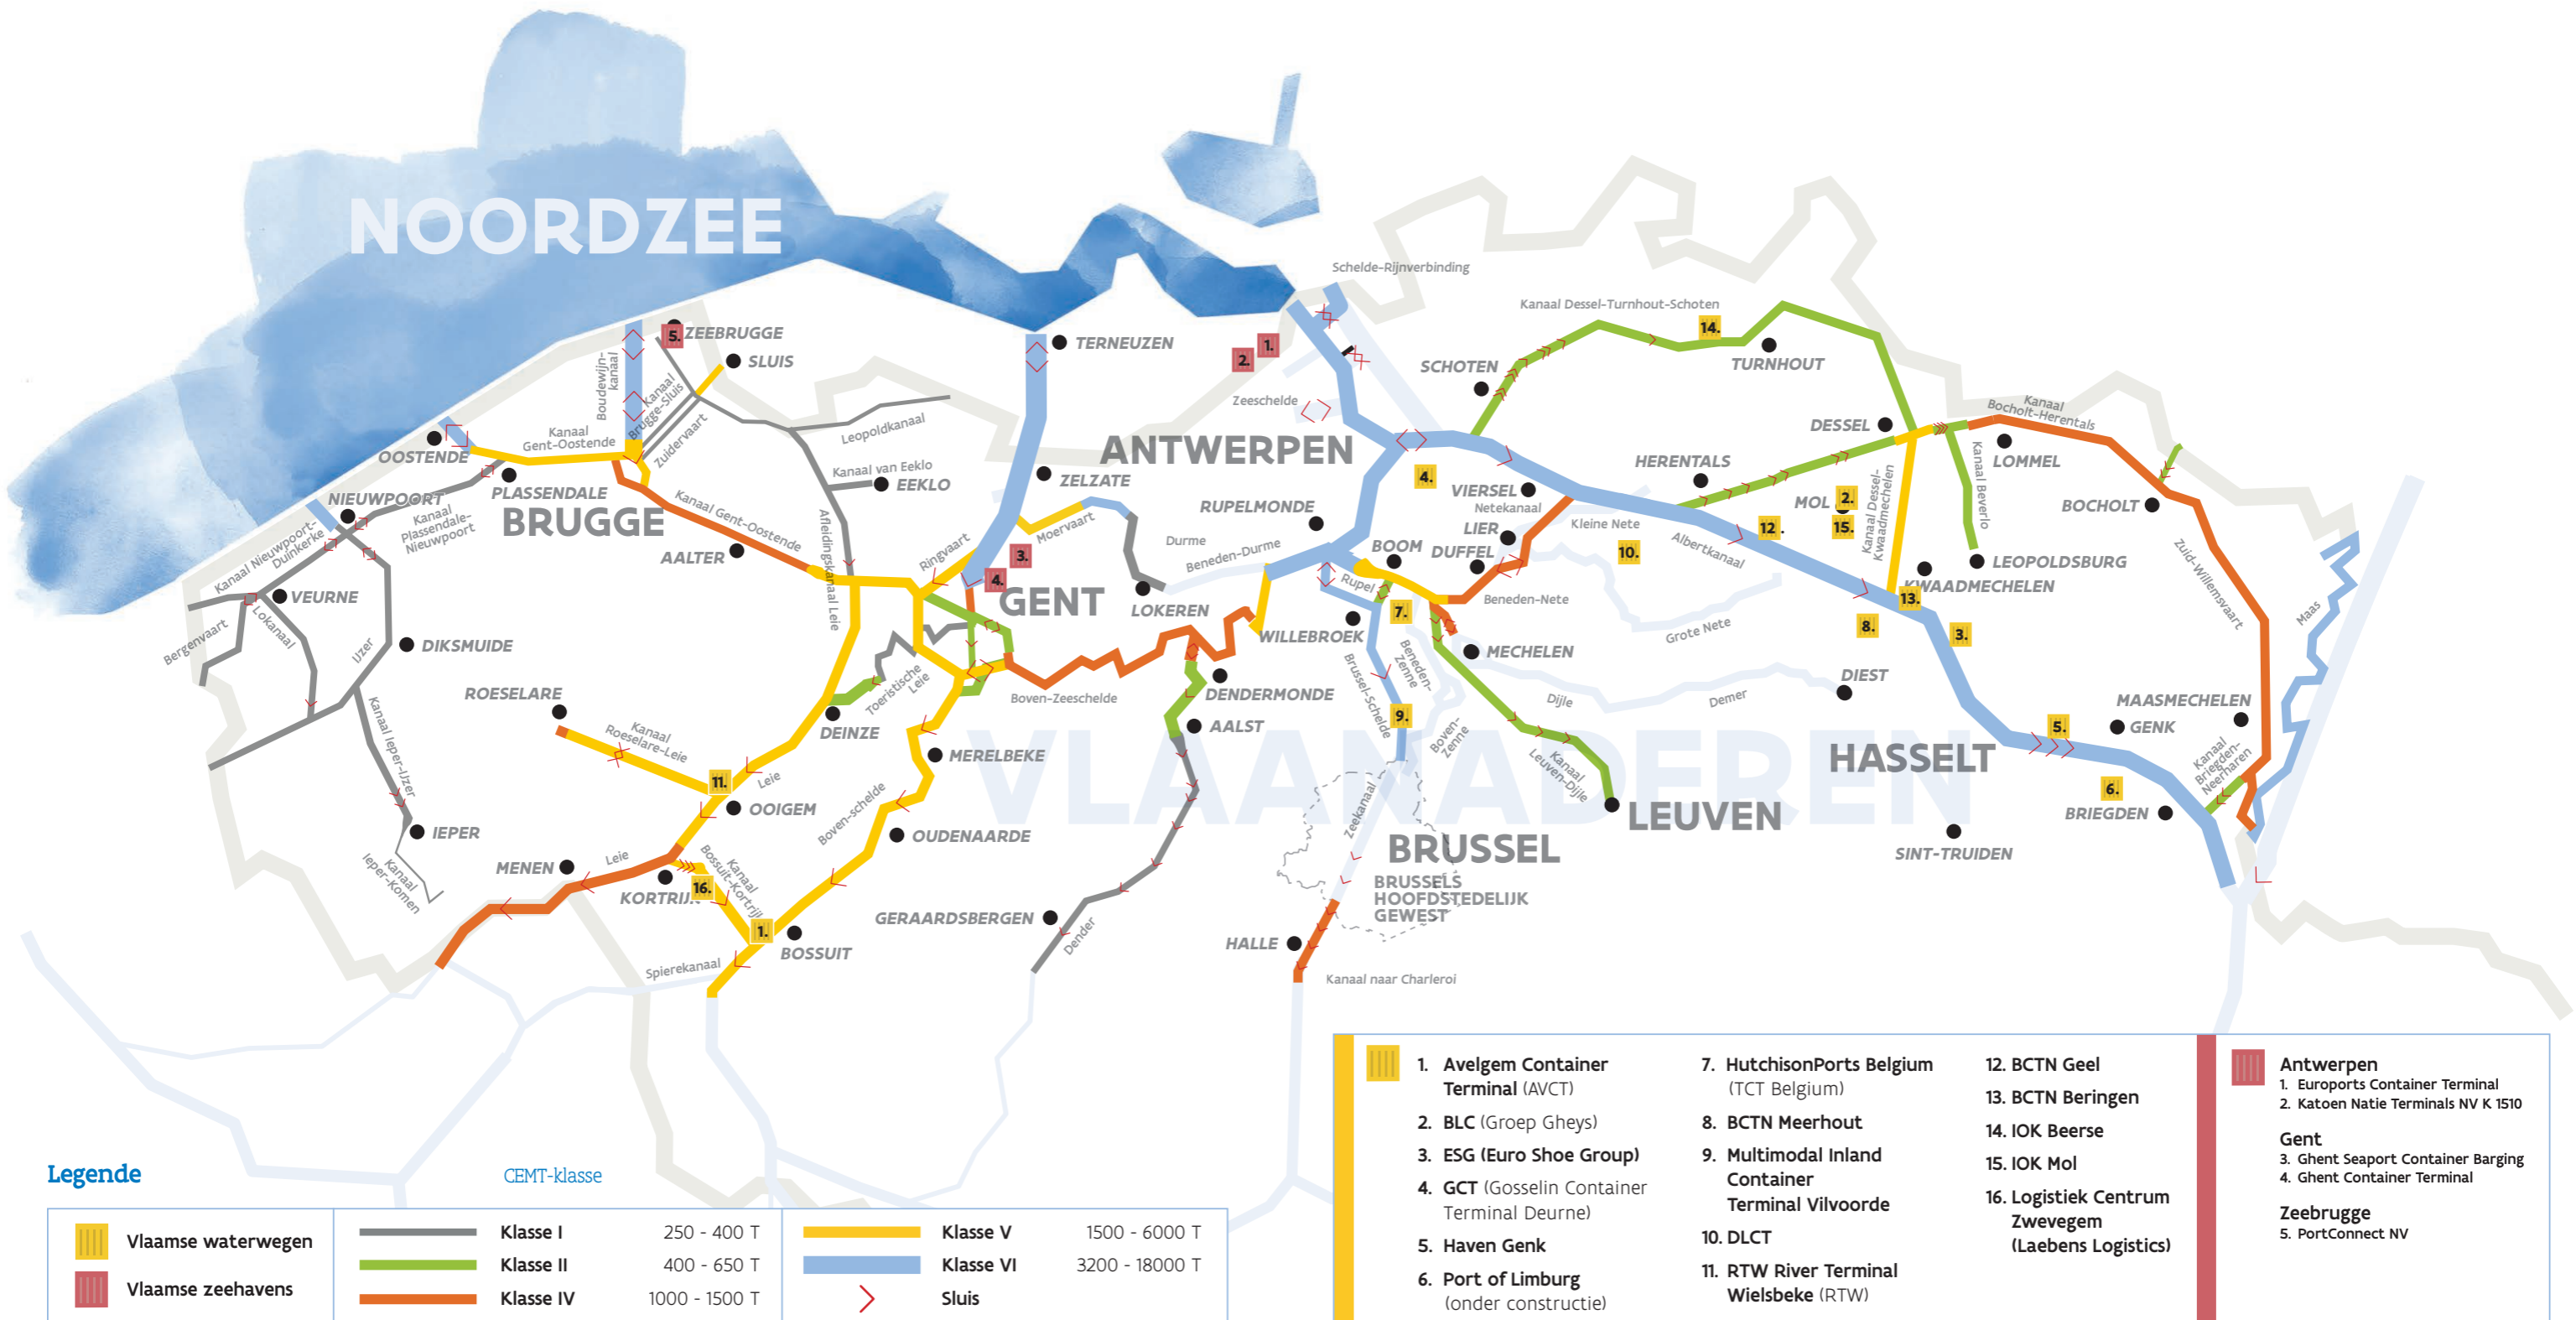 NOORDZEE
Schelde-Rijnverbinding
Kanaal Dessel-Turnhout-Schoten
5.
ZEEBRUGGE
SLUIS
TERNEUZEN
1.
2.
14.
TURNHOUT
SCHOTEN
Boudewijn-
kanaal
Kanaal
Brugge-Sluis
Zuidervaart
Leopoldkanaal
Zeeschelde
Kanaal
Bocholt-Herentals
Kanaal
Gent-Oostende
OOSTENDE
PLASSENDALE
BRUGGE
NIEUWPOORT
Kanaal
Plassendale-
Nieuwpoort
Kanaal Nieuwpoort-
Duinkerke
Kanaal van Eeklo
EEKLO
ZELZATE
ANTWERPEN
4.
VIERSEL
Netekanaal
HERENTALS
DESSEL
LOMMEL
MOL
2.
15.
12.
BOCHOLT
Kanaal Gent-Oostende
AALTER
Afleidingskanaal Leie
Ringvaart
Moervaart
3.
4.
GENT
RUPELMONDE
Durme
Beneden-Durme
LOKEREN
BOOM
DUFFEL
LIER
Kleine Nete
10.
Albertkanaal
Kanaal Dessel-
Kwaadmechelen
Kanaal Beverlo
LEOPOLDSBURG
KWAADMECHELEN
13.
8.
3.
Zuid-Willemsvaart
Maas
VEURNE
Bergenvaart
Lokanaal
IJzer
DIKSMUIDE
Rupel
7.
WILLEBROEK
Beneden-Nete
Grote Nete
MECHELEN
DIEST
Dijle
Demer
ROESELARE
Kanaal
Roeselare-Leie
Kanaal Ieper-IJzer
Toeristische
Leie
DEINZE
MERELBEKE
Boven-Zeeschelde
DENDERMONDE
AALST
Brussel-Schelde
Beneden-
Zenne
9.
Boven-
Zenne
Kanaal
Leuven-Dijle
VLAANADEREN
HASSELT
5.
MAASMECHELEN
GENK
Kanaal
Briegden-
Neerharen
6.
BRIEGDEN
11.
Leie
OOIGEM
Boven-schelde
OUDENAARDE
LEUVEN
BRUSSEL
Zeekanaal
SINT-TRUIDEN
IEPER
Kanaal
Ieper-Komen
MENEN
Leie
KORTRIJK
16.
Kanaal
Bossuit-Kortrijk
1.
BOSSUIT
Spierekanaal
GERAARDSBERGEN
Dender
BRUSSELS
HOOFDSTEDELIJK
GEWEST
HALLE
Kanaal naar Charleroi
Legende
CEMT-klasse
Vlaamse waterwegen
Vlaamse zeehavens
Klasse I 250 - 400 T
Klasse II 400 - 650 T
Klasse IV 1000 - 1500 T
Klasse V 1500 - 6000 T
Klasse VI 3200 - 18000 T
Sluis
1. Avelgem Container
Terminal (AVCT)
2. BLC (Groep Gheys)
3. ESG (Euro Shoe Group)
4. GCT (Gosselin Container
Terminal Deurne)
5. Haven Genk
6. Port of Limburg
(onder constructie)
7. HutchisonPorts Belgium
(TCT Belgium)
8. BCTN Meerhout
9. Multimodal Inland
Container
Terminal Vilvoorde
10. DLCT
11. RTW River Terminal
Wielsbeke (RTW)
12. BCTN Geel
13. BCTN Beringen
14. IOK Beerse
15. IOK Mol
16. Logistiek Centrum
Zwevegem
(Laebens Logistics)
Antwerpen
1. Euroports Container Terminal
2. Katoen Natie Terminals NV K 1510
Gent
3. Ghent Seaport Container Barging
4. Ghent Container Terminal
Zeebrugge
5. PortConnect NV